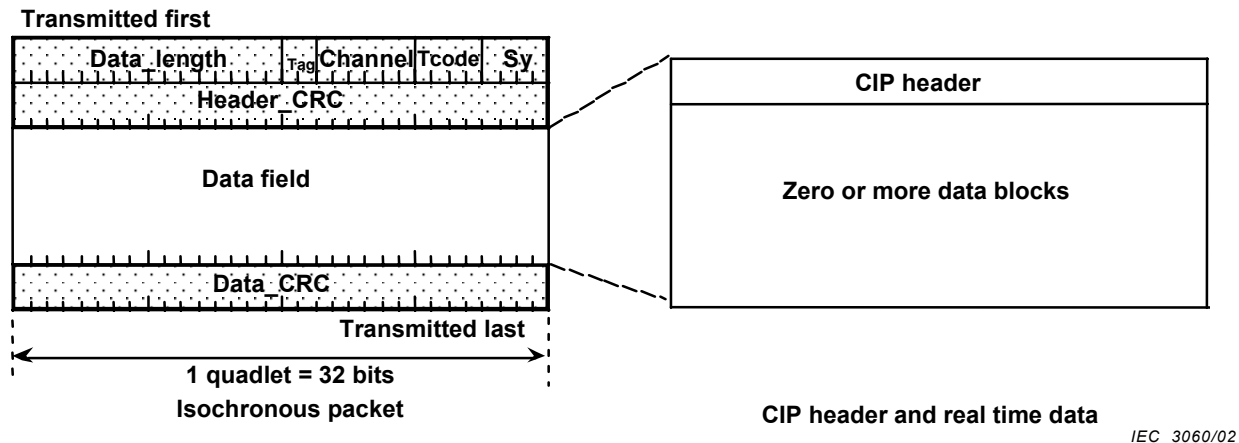 Transmitted first
Data_length Tag Channel Tcode Sy
Header_CRC
Data field
Data_CRC
Transmitted last
1 quadlet = 32 bits
Isochronous packet
CIP header
Zero or more data blocks
CIP header and real time data
IEC 3060/02